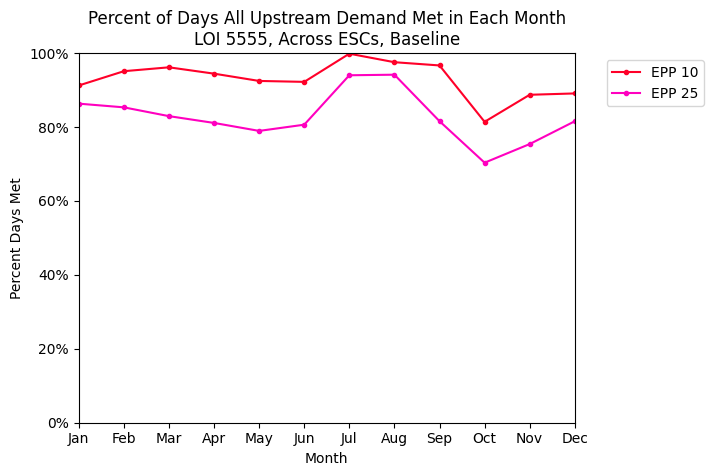 Percent of Days All Upstream Demand Met in Each Month
LOI 5555, Across ESCs, Baseline
100%
80%
60%
40%
20%
0%
Percent Days Met
Jan Feb Mar Apr May Jun Jul Aug Sep Oct Nov Dec
Month
EPP 10
EPP 25